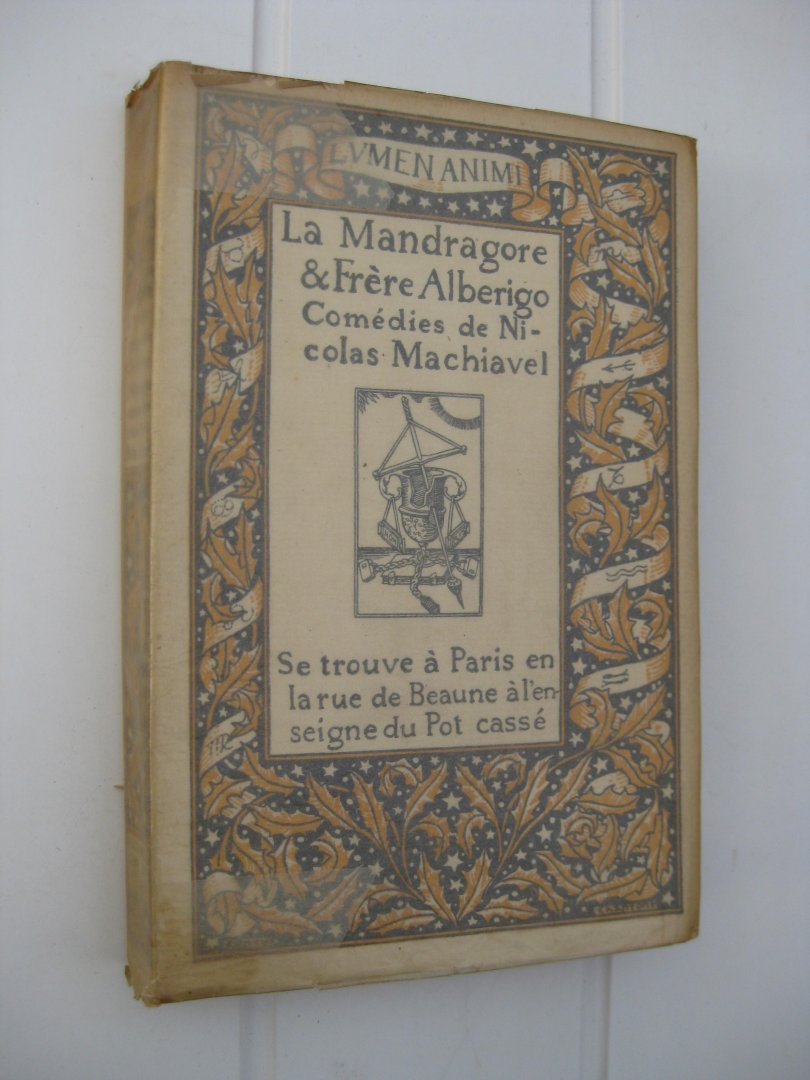 LVMEN ANIMI
La Mandragore
& Frère Alberigo
Comédies de Ni-
colas Machiavel
Se trouve à Paris en
la rue de Beaune à l'en-
seigne du Pot cassé